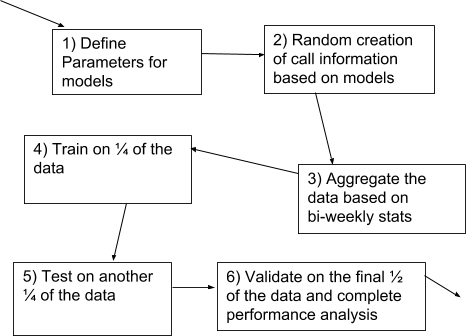 1) Define
Parameters for
models
2) Random creation
of call information
based on models
3) Aggregate the
data based on
bi-weekly stats
4) Train on ¼ of the
data
5) Test on another
¼ of the data
6) Validate on the final ½
of the data and complete
performance analysis